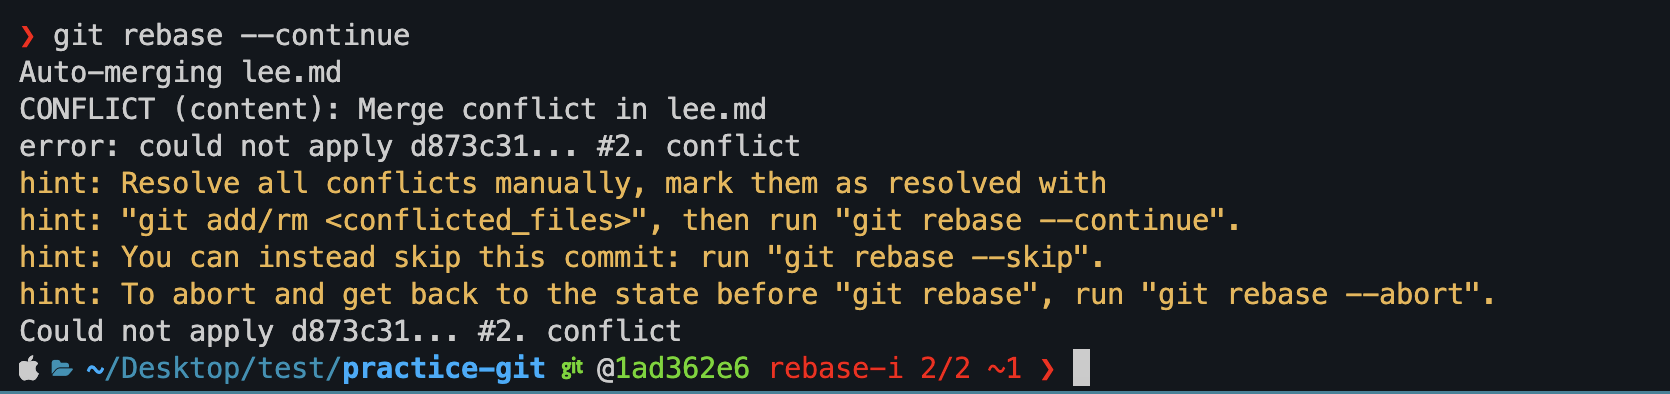 ❯ git rebase --continue
Auto-merging lee.md
CONFLICT (content): Merge conflict in lee.md
error: could not apply d873c31... #2. conflict
hint: Resolve all conflicts manually, mark them as resolved with
hint: "git add/rm <conflicted_files>", then run "git rebase --continue".
hint: You can instead skip this commit: run "git rebase --skip".
hint: To abort and get back to the state before "git rebase", run "git rebase --abort".
Could not apply d873c31... #2. conflict
~/Desktop/test/practice-git git @1ad362e6 rebase-i 2/2 ~1 ❯